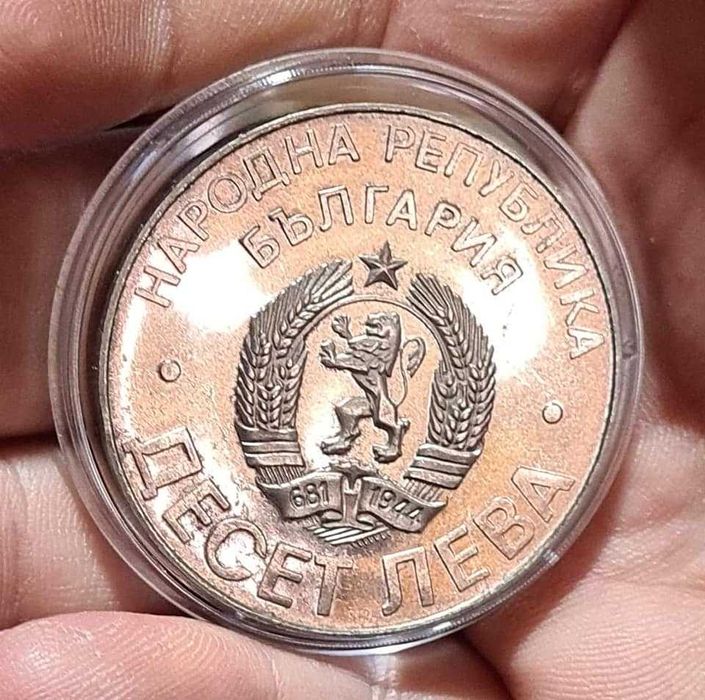 НАРОДНА РЕПУБЛИКА
БЪЛГАРИЯ
681 1944
ДЕСЕТ ЛЕВА